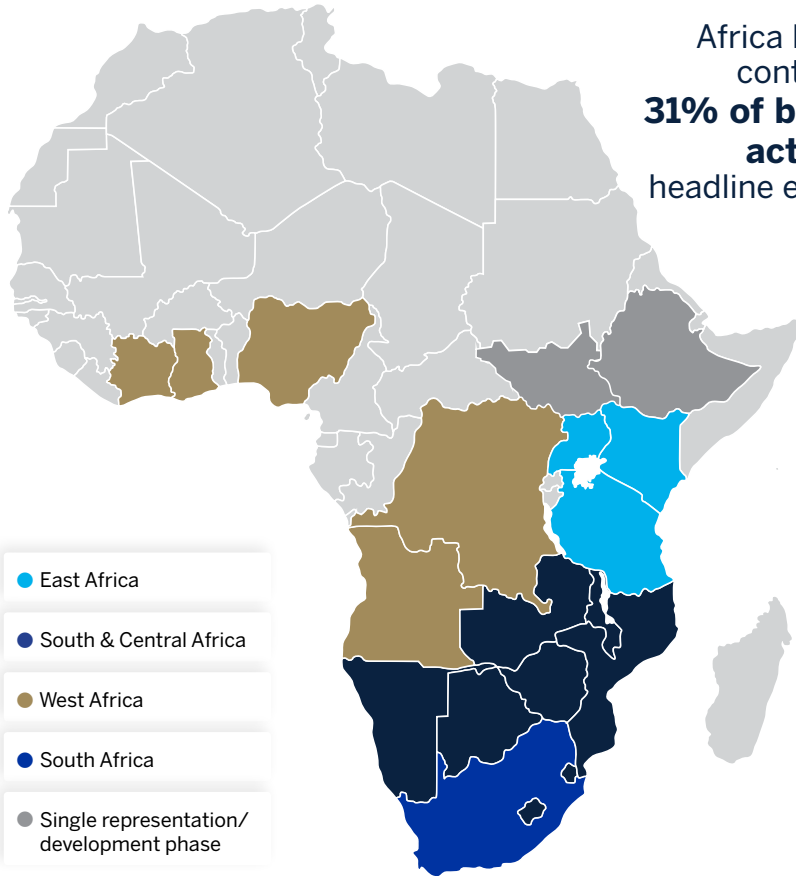 Africa
cont
31% of b
act
headline e
East Africa
South & Central Africa
West Africa
South Africa
Single representation/
development phase